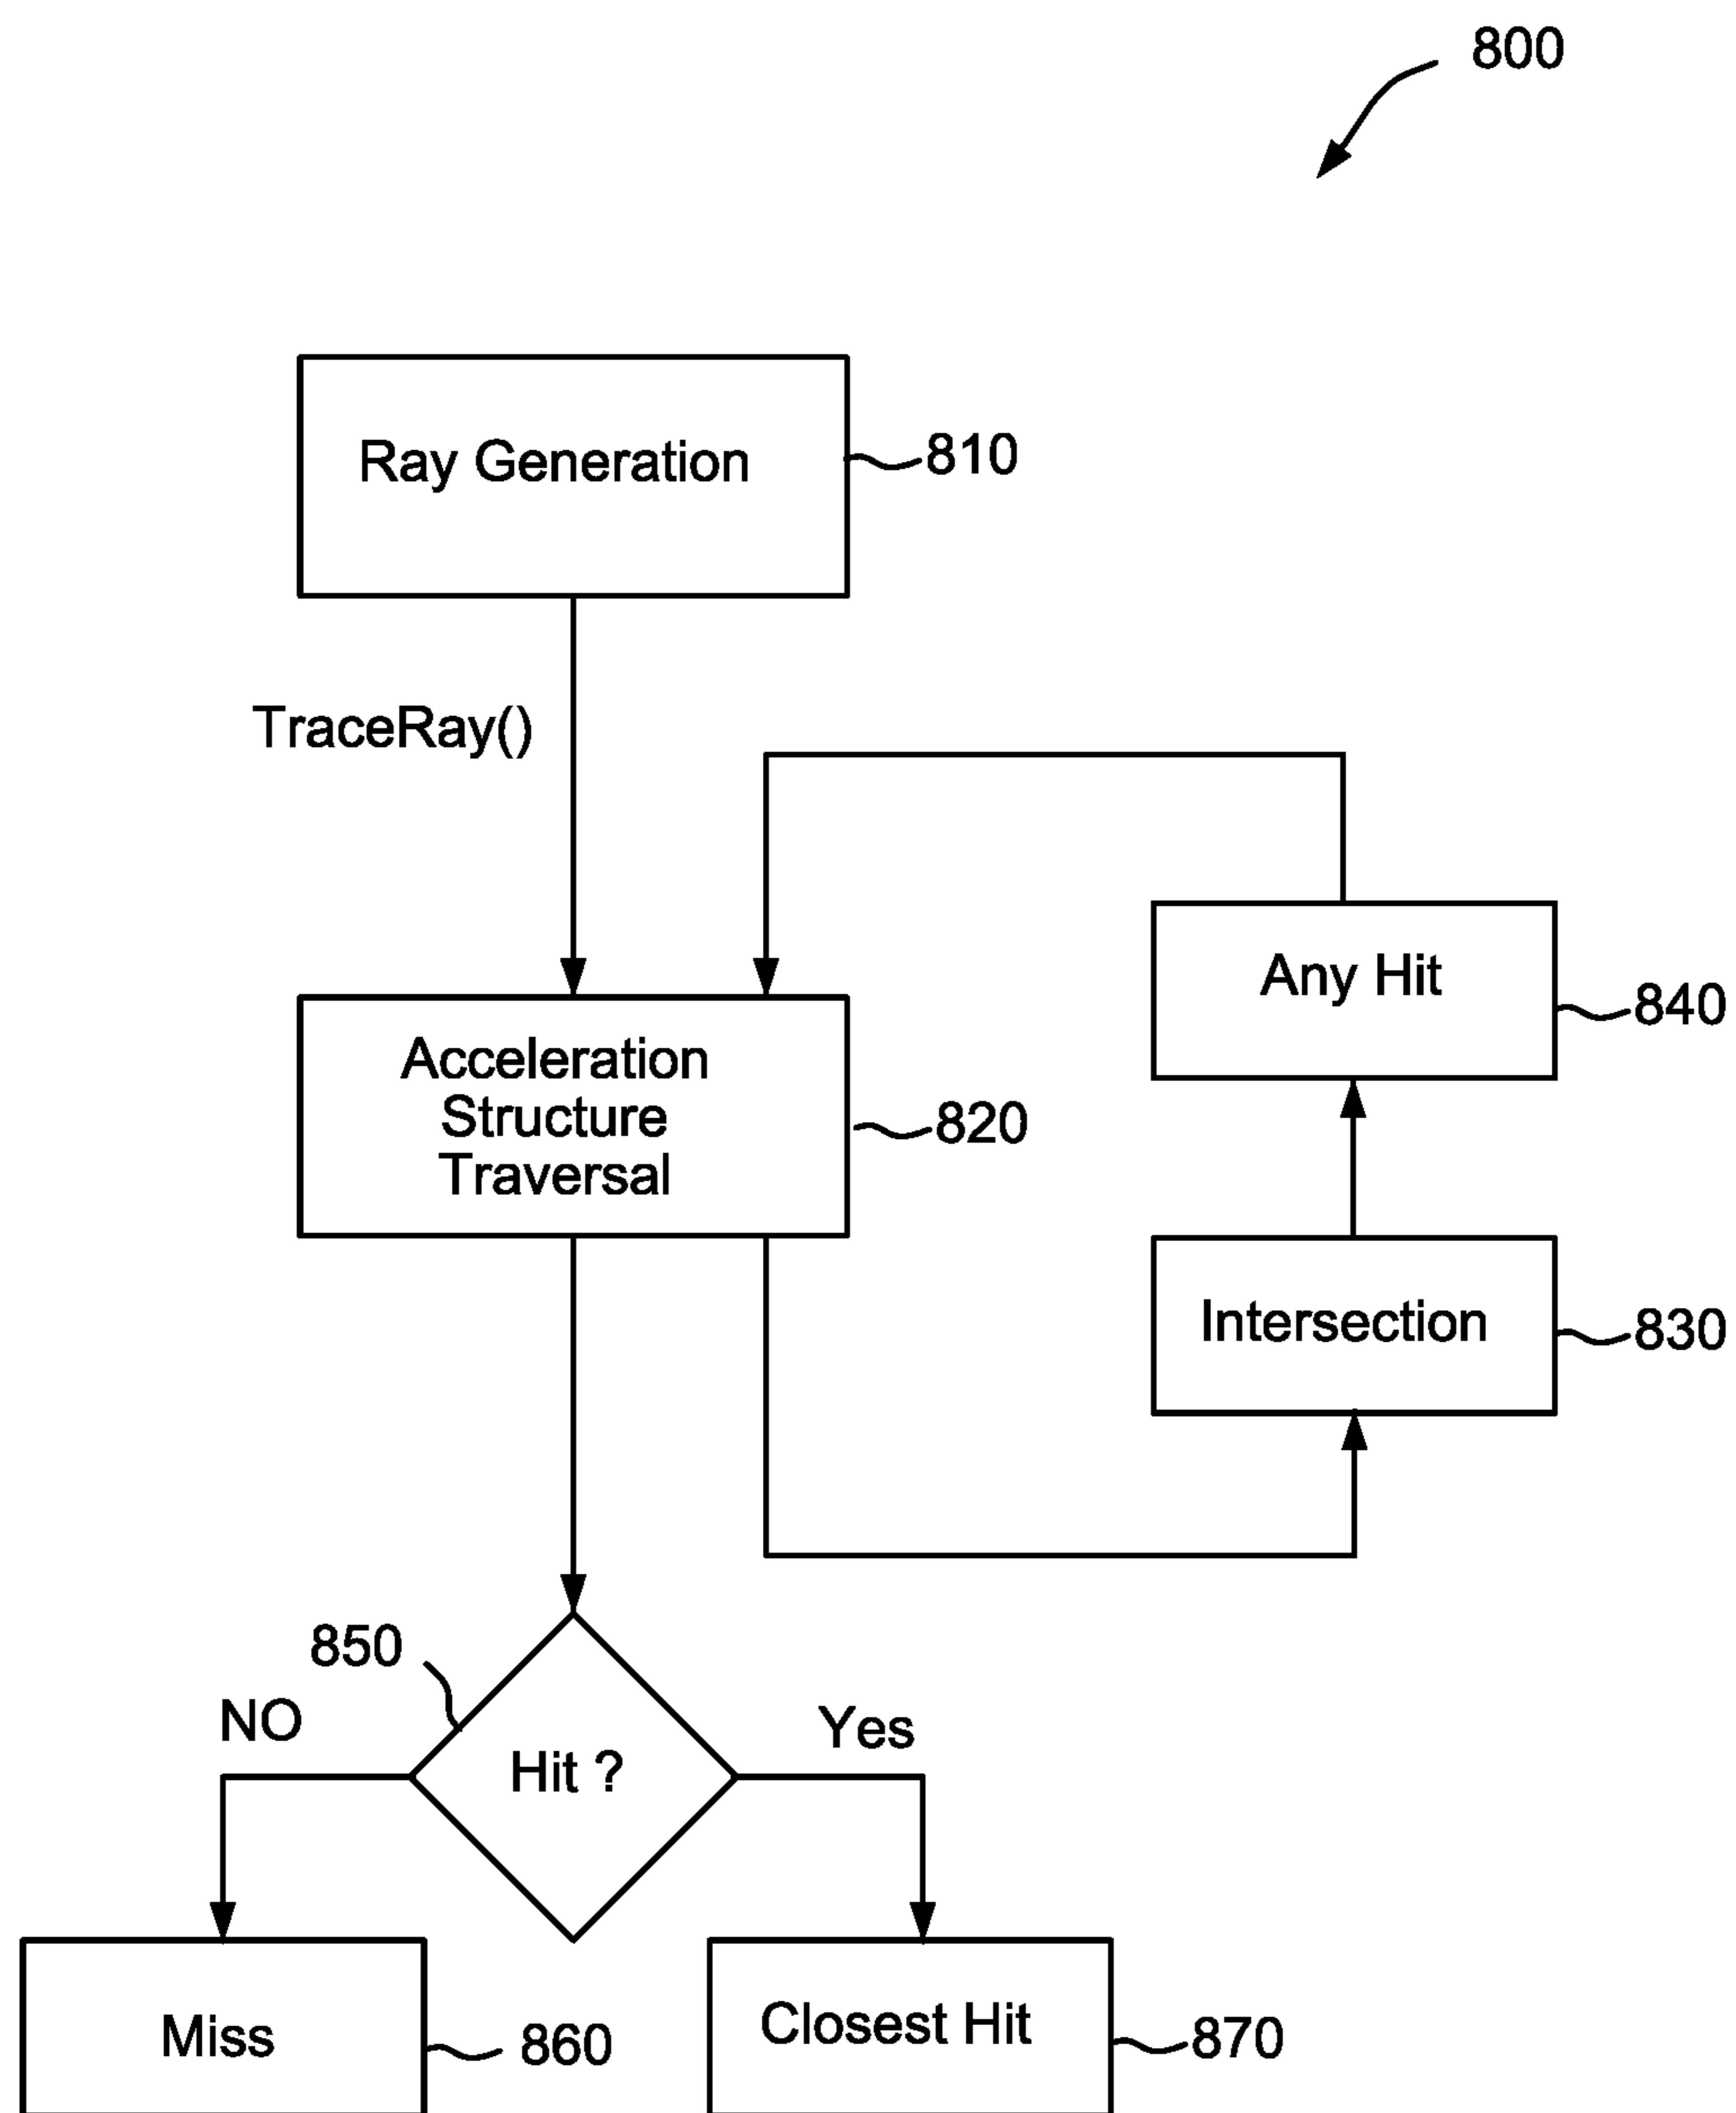 800
Ray Generation
810
TraceRay()
Any Hit
840
Acceleration
Structure
Traversal
820
Intersection
830
850
NO
Yes
Hit ?
Miss
860
Closest Hit
870